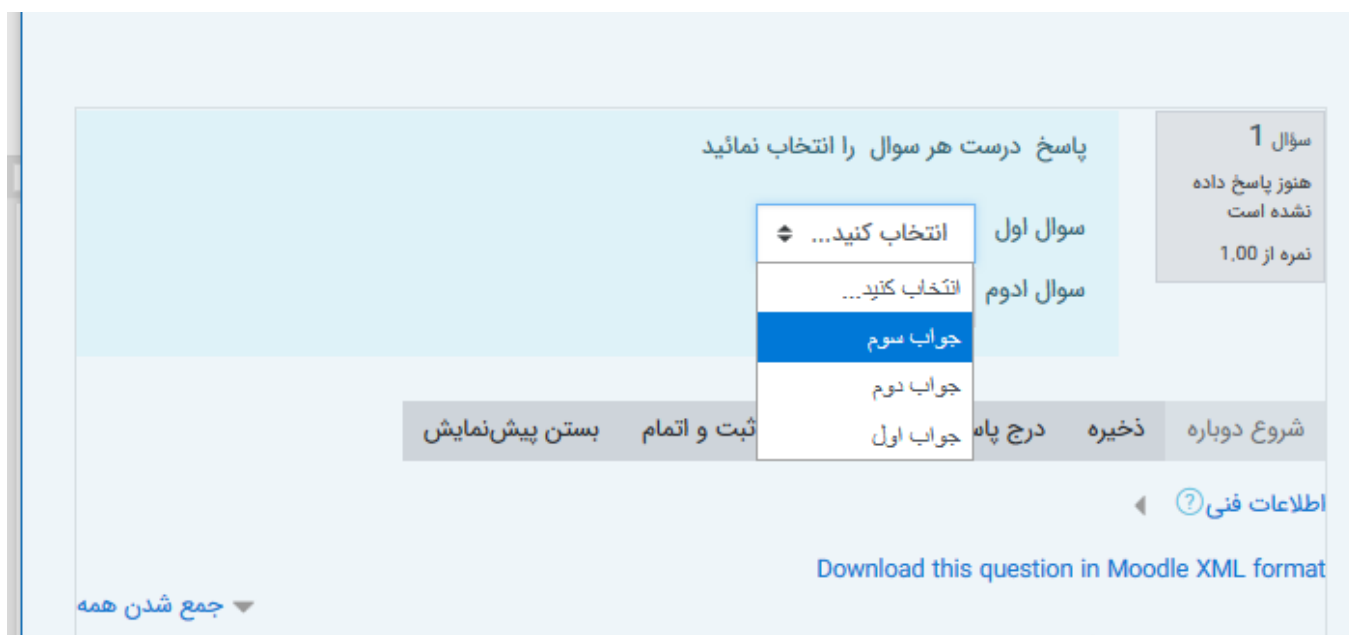 سؤال 1
هنوز پاسخ داده
نشده است
نمره از 1,00
پاسخ درست هر سوال را انتخاب نمائید
سوال اول
انتخاب کنید...
سوال ادوم
انتخاب کنید...
جواب سوم
جواب دوم
جواب اول
شروع دوباره ذخیره درج پاس ثبت و اتمام بستن پیش‌نمایش
اطلاعات فنی
Download this question in Moodle XML format
جمع شدن همه